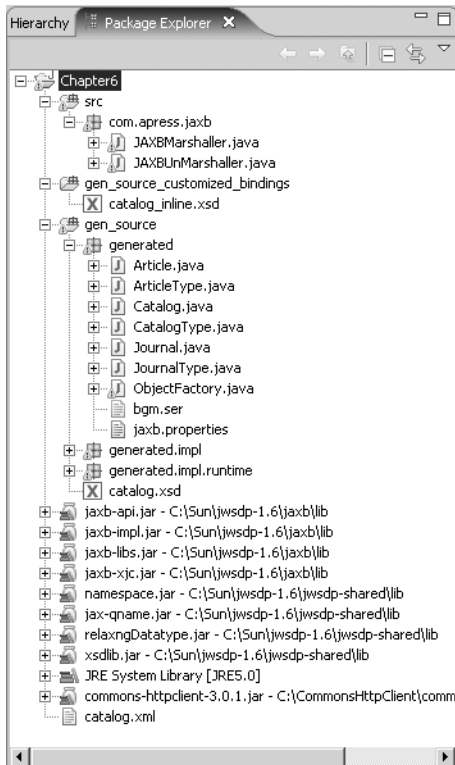 Hierarchy Package Explorer X
Chapter6
src
com.apress.jaxb
JAXBMarshaller.java
JAXBUnMarshaller.java
gen_source_customized_bindings
catalog_inline.xsd
gen_source
generated
Article.java
ArticleType.java
Catalog.java
CatalogType.java
Journal.java
JournalType.java
ObjectFactory.java
bgm.ser
jaxb.properties
generated.impl
generated.impl.runtime
catalog.xsd
jaxb-api.jar - C:\Sun\jwsdp-1.6\jaxb\lib
jaxb-impl.jar - C:\Sun\jwsdp-1.6\jaxb\lib
jaxb-libs.jar - C:\Sun\jwsdp-1.6\jaxb\lib
jaxb-xjc.jar - C:\Sun\jwsdp-1.6\jaxb\lib
namespace.jar - C:\Sun\jwsdp-1.6\jwsdp-shared\lib
jax-qname.jar - C:\Sun\jwsdp-1.6\jwsdp-shared\lib
relaxngDatatype.jar - C:\Sun\jwsdp-1.6\jwsdp-shared\lib
xsdlib.jar - C:\Sun\jwsdp-1.6\jwsdp-shared\lib
JRE System Library [JRE5.0]
commons-httpclient-3.0.1.jar - C:\CommonsHttpClient\comm
catalog.xml